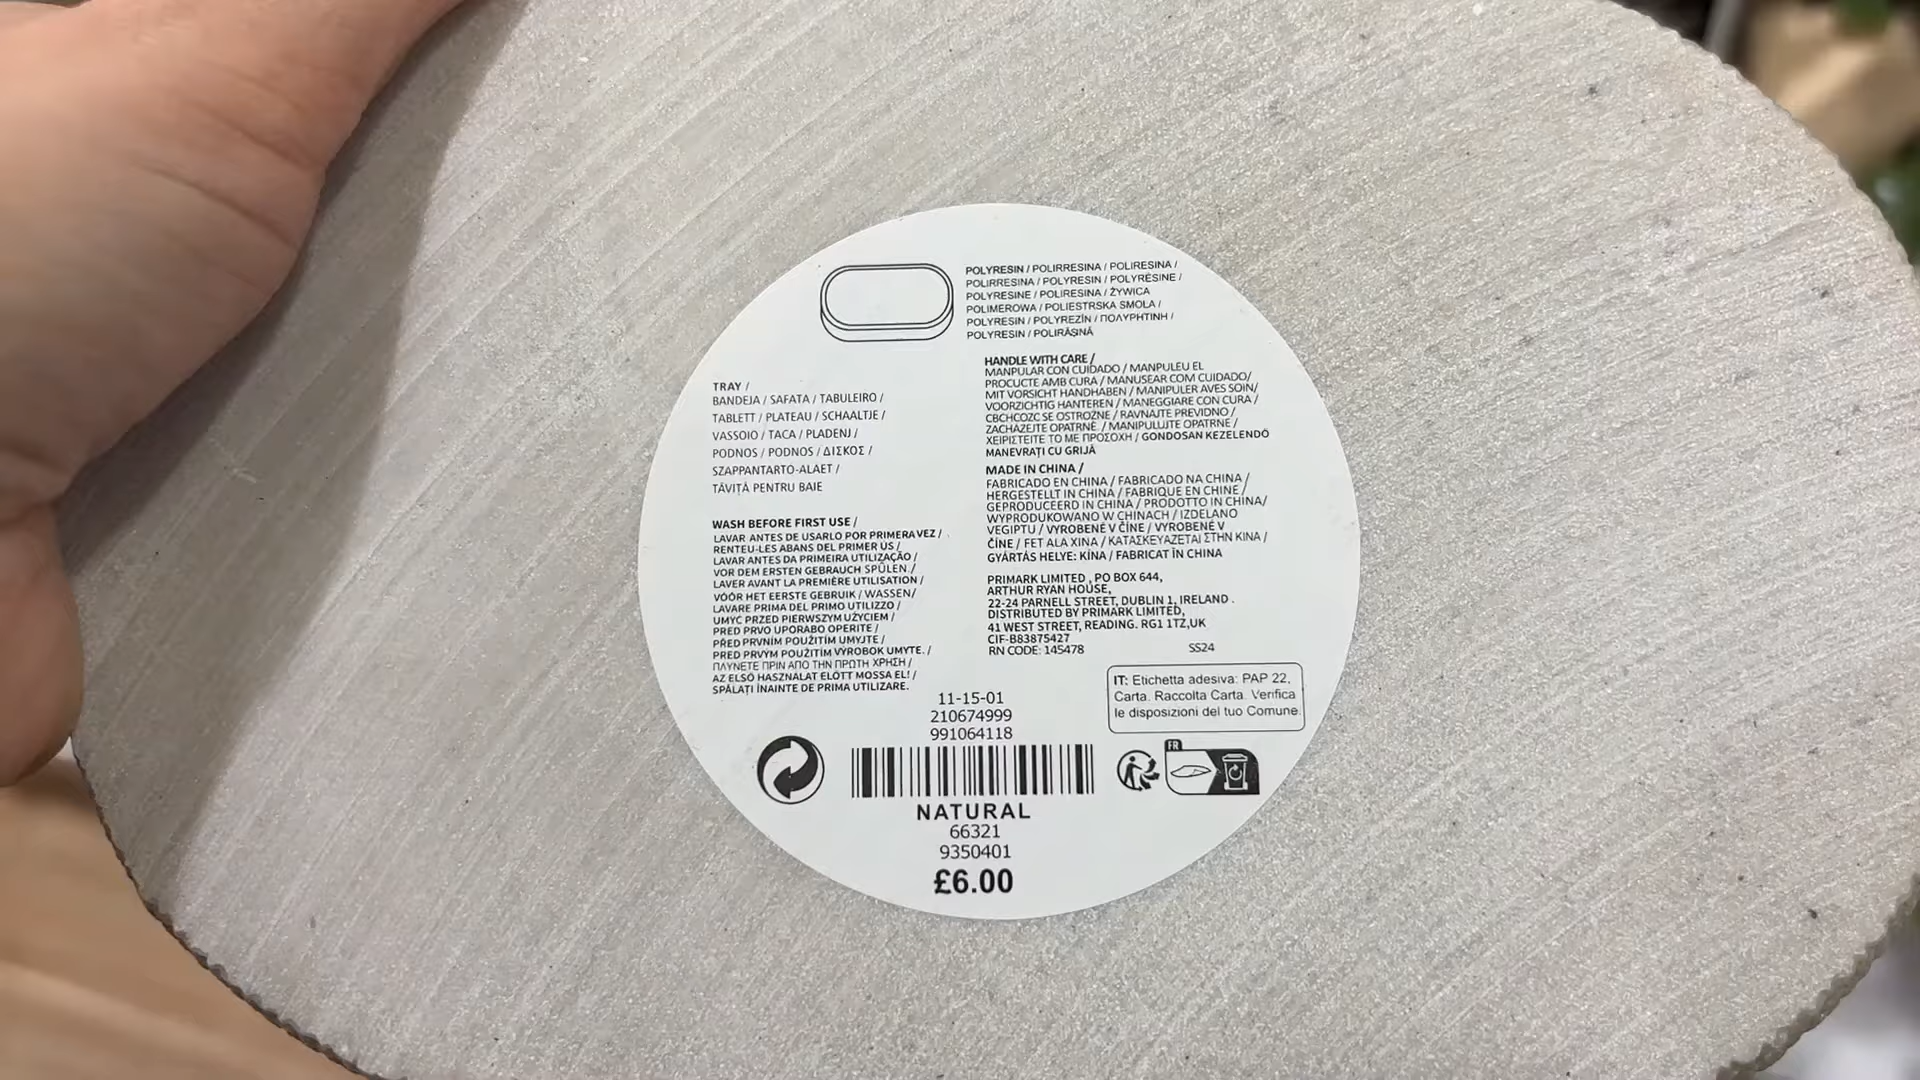 POLYRESIN / POLIRRESINA / POLIRESINA /
POLIRRESINA / POLYRESIN / POLYRÉSINE /
POLYRESINE / POLIRESINA / ŻYWICA
POLIMEROWA / POLIESTRSKA SMOLA /
POLYRESIN / POLYREZÍN / ΠΟΛΥΡΗΤΙΝΗ /
POLYRESIN / POLIRĂȘINĂ
TRAY /
BANDEJA / SAFATA / TABULEIRO /
TABLETT / PLATEAU / SCHAALTJE /
VASSOIO / TACA / PLADENJ /
PODNOS / PODNOS / ΔΙΣΚΟΣ /
SZAPPANTARTO-ALAET /
TĂVIȚĂ PENTRU BAIE
WASH BEFORE FIRST USE /
LAVAR ANTES DE USARLO POR PRIMERA VEZ /
RENTEU-LES ABANS DEL PRIMER US /
LAVAR ANTES DA PRIMEIRA UTILIZAÇÃO /
VOR DEM ERSTEN GEBRAUCH SPÜLEN /
LAVER AVANT LA PREMIÈRE UTILISATION /
VÓÓR HET EERSTE GEBRUIK / WASSEN/
LAVARE PRIMA DEL PRIMO UTILIZZO /
UMYC PRZED PIERWSZYM UŻYCIEM /
PRED PRVO UPORABO OPERITE /
PŘED PRVNÍM POUŽITÍM UMYJTE /
PRED PRVÝM POUŽITÍM VÝROBOK UMYTE. /
ΠΛΥΝΕΤΕ ΠΡΙΝ ΑΠΟ ΤΗΝ ΠΡΩΤΗ ΧΡΗΣΗ /
AZ ELSŐ HASZNÁLAT ELŐTT MOSSA EL! /
SPĂLAȚI ÎNAINTE DE PRIMA UTILIZARE.
HANDLE WITH CARE /
MANPULAR CON CUIDADO / MANPULEU EL
PROCUCTE AMB CURA / MANUSEAR COM CUIDADO/
MIT VORSICHT HANDHABEN / MANIPULER AVES SOIN/
VOORZICHTIG HANTEREN / MANEGGIARE CON CURA /
CBCHCOZC SE OSTROŻNE / RAVNAJTE PREVIDNO /
ZACHÁZEJTE OPATRNĚ. / MANIPULUJTE OPATRNE /
ΧΕΙΡΙΣΤΕΙΤΕ ΤΟ ΜΕ ΠΡΟΣΟΧΗ / GONDOSAN KEZELENDŐ
MANEVRAȚI CU GRIJĂ
MADE IN CHINA /
FABRICADO EN CHINA / FABRICADO NA CHINA /
HERGESTELLT IN CHINA / FABRIQUE EN CHINE /
GEPRODUCEERD IN CHINA / PRODOTTO IN CHINA/
WYPRODUKOWANO W CHINACH / IZDELANO
VEGIPTU / VYROBENÉ V ČÍNE / VYROBENÉ V
ČÍNE / FET ALA XINA / ΚΑΤΑΣΚΕΥΑΖΕΤΑΙ ΣΤΗΝ ΚΙΝΑ /
GYÁRTÁS HELYE: KÍNA / FABRICAT ÎN CHINA
PRIMARK LIMITED , PO BOX 644,
ARTHUR RYAN HOUSE,
22-24 PARNELL STREET, DUBLIN 1, IRELAND .
DISTRIBUTED BY PRIMARK LIMITED,
41 WEST STREET, READING. RG1 1TZ,UK
CIF-B83875427
RN CODE: 145478 SS24
IT: Etichetta adesiva: PAP 22,
Carta. Raccolta Carta. Verifica
le disposizioni del tuo Comune.
11-15-01
210674999
991064118
FR
NATURAL
66321
9350401
£6.00